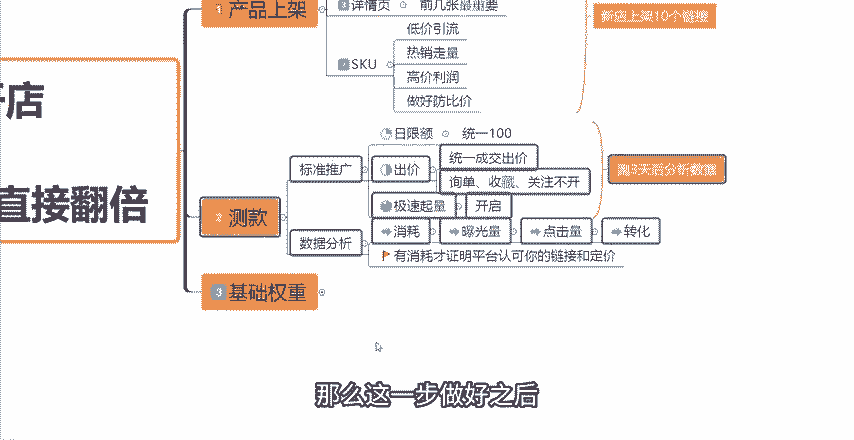 1 产品上架
详情页
前几张最重要
新店上架10个链接
SKU
低价引流
热销走量
高价利润
做好防比价
开店
直接翻倍
2 测款
标准推广
日限额
统一100
出价
统一成交出价
询单、收藏、关注不开
极速起量
开启
跑3天后分析数据
数据分析
消耗
曝光量
点击量
转化
有消耗才证明平台认可你的链接和定价
3 基础权重
那么这一步做好之后